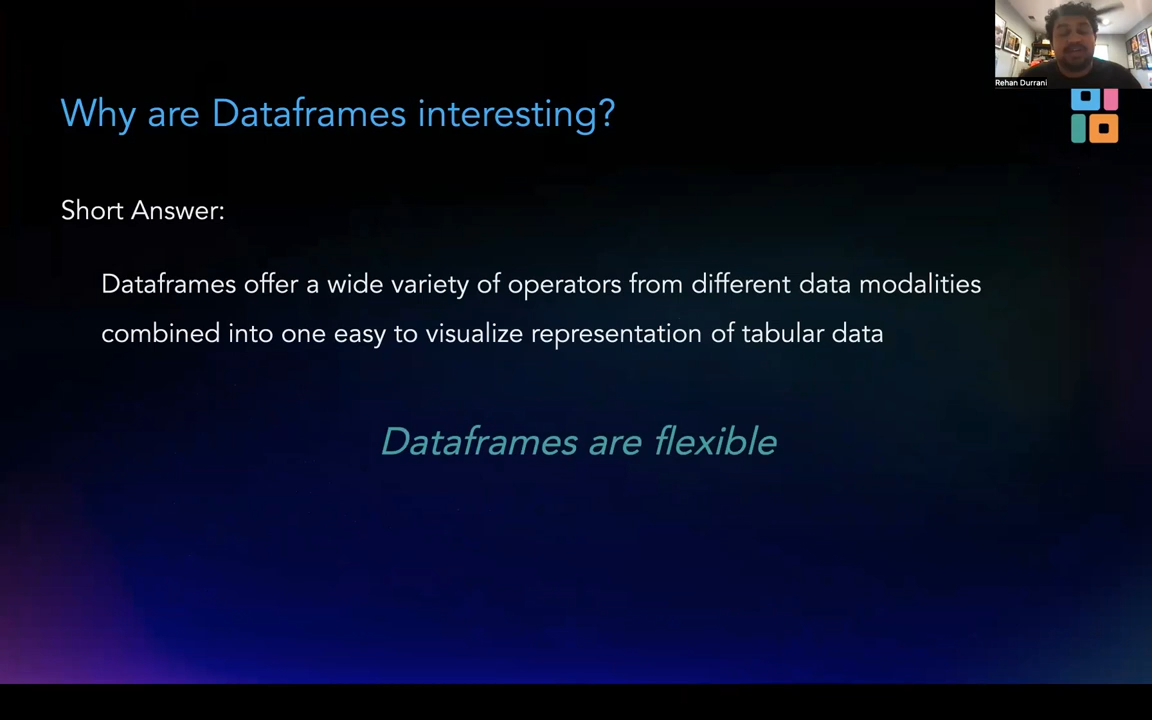 Rehan Durrani
Why are Dataframes interesting?
Short Answer:
Dataframes offer a wide variety of operators from different data modalities
combined into one easy to visualize representation of tabular data
Dataframes are flexible